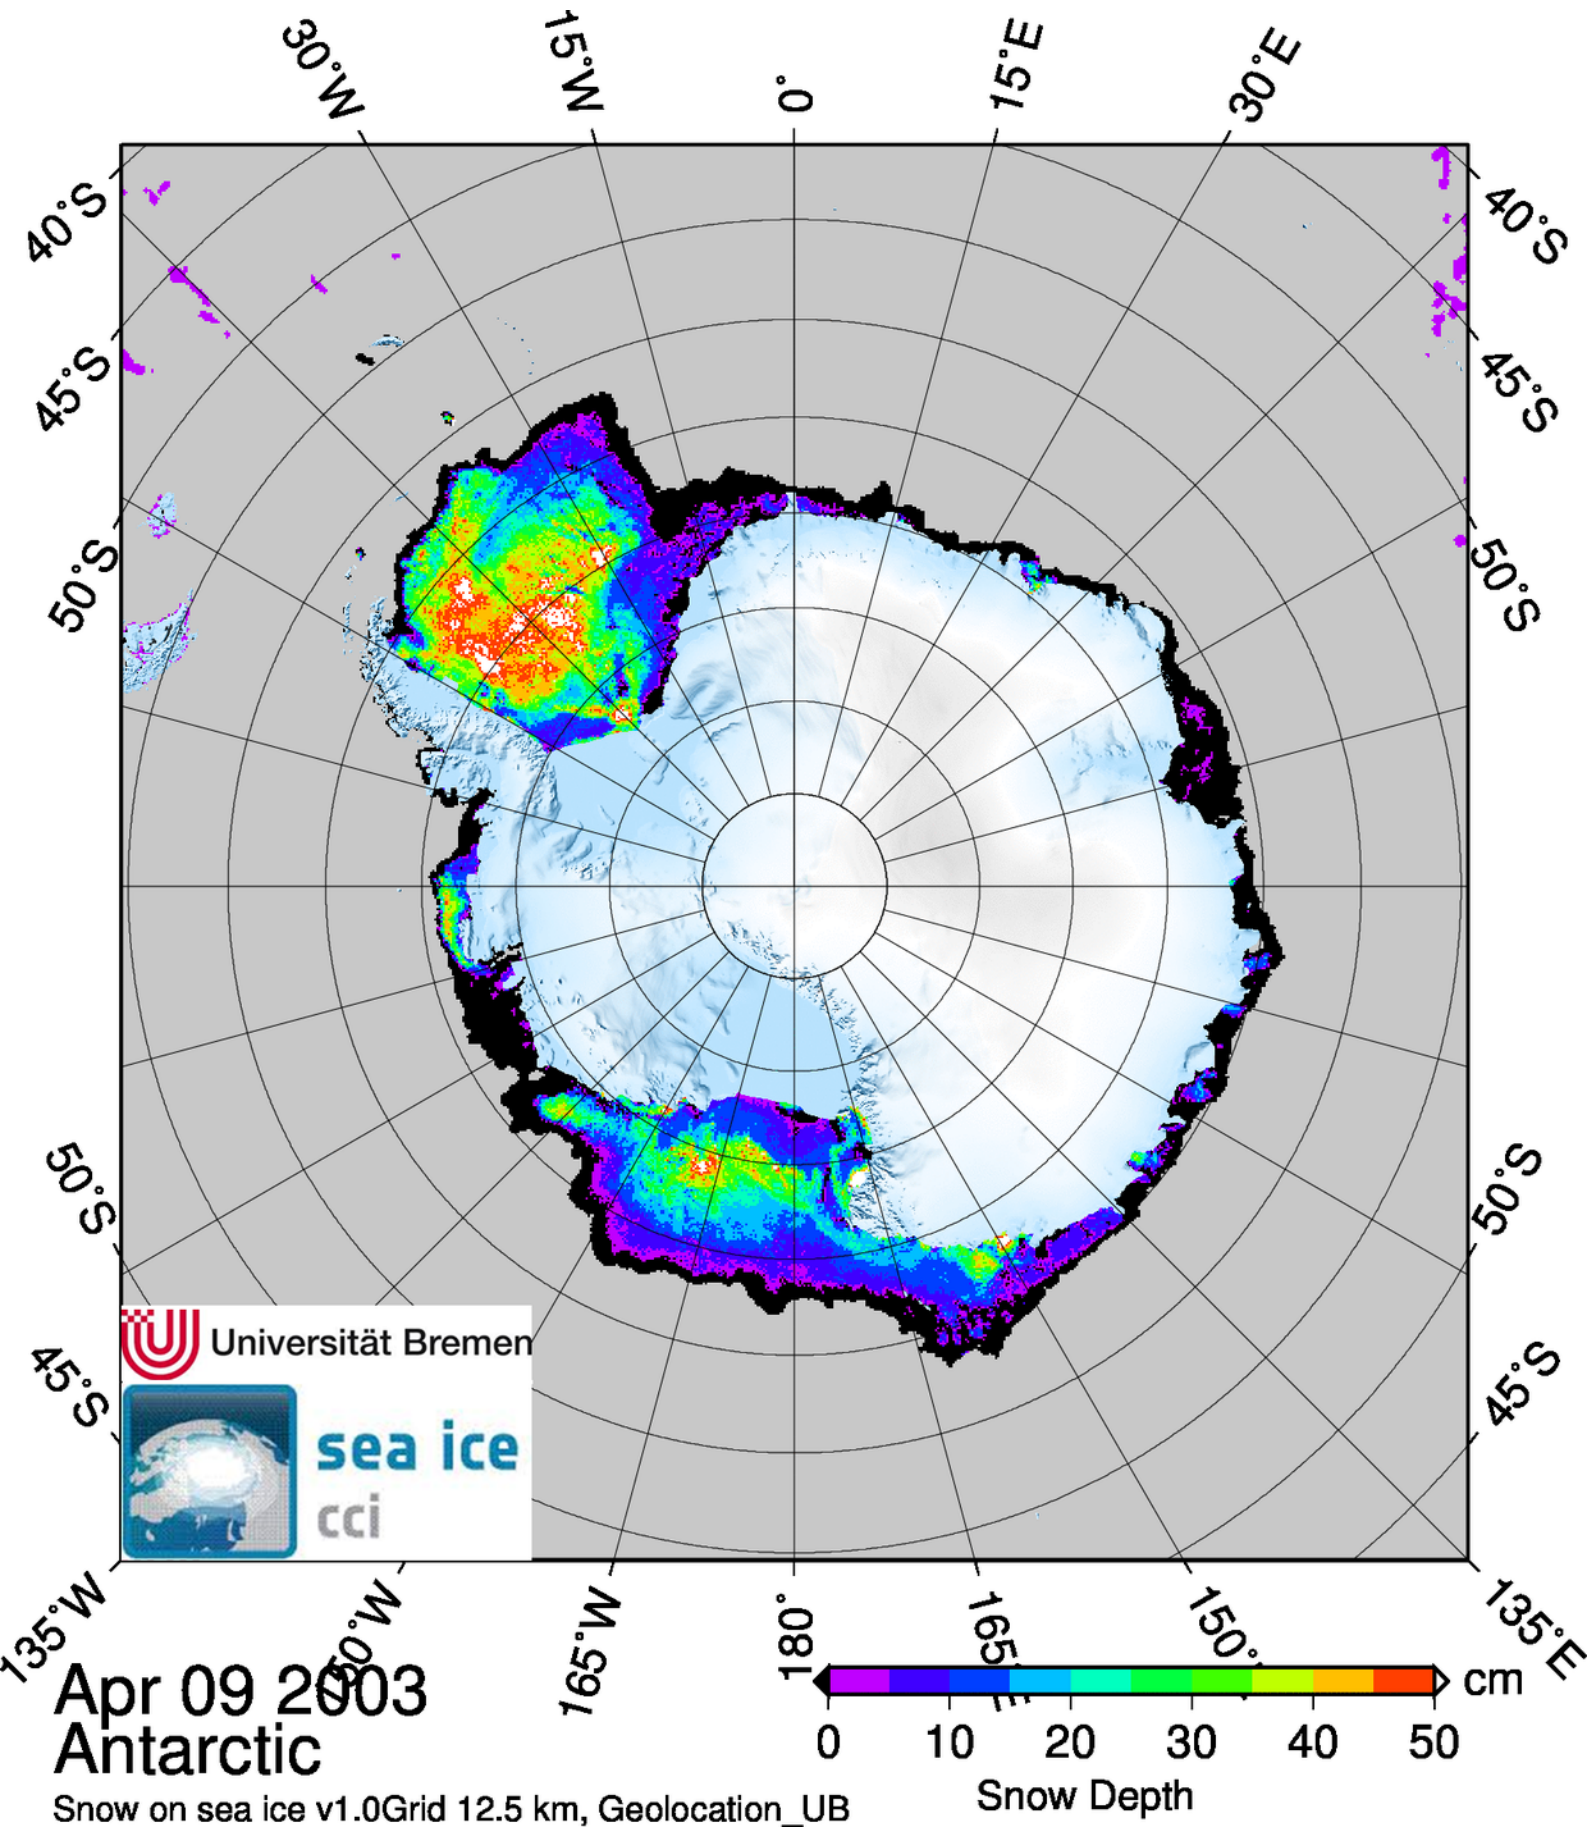 30°W 15°W 0° 15°E 30°E
40°S 40°S
45°S 45°S
50°S 50°S
50°S 50°S
45°S 45°S
Universität Bremen
sea ice
cci
135°W 150°W 165°W 180° 165°E 150° 135°E
Apr 09 2003
Antarctic
Snow on sea ice v1.0Grid 12.5 km, Geolocation_UB
cm
0 10 20 30 40 50
Snow Depth